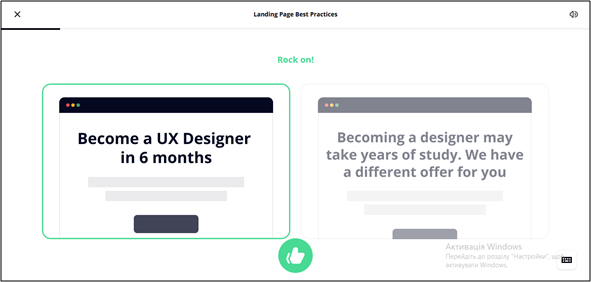 Landing Page Best Practices
Rock on!
Become a UX Designer
in 6 months
Becoming a designer may
take years of study. We have
a different offer for you
Активація Windows
Перейдіть до розділу "Настройки", що
активувати Windows.